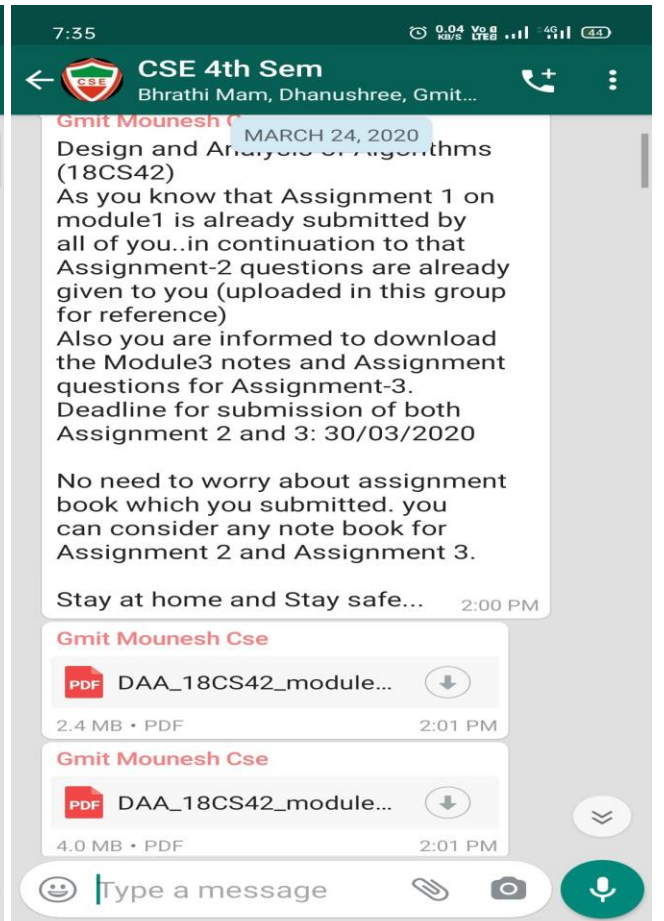 7:35 0.04 KB/S Vo LTE2 4G 44
CSE
CSE 4th Sem
Bhrathi Mam, Dhanushree, Gmit...
MARCH 24, 2020
Gmit Mounesh
Design and Analysis of Algorithms
(18CS42)
As you know that Assignment 1 on
module1 is already submitted by
all of you..in continuation to that
Assignment-2 questions are already
given to you (uploaded in this group
for reference)
Also you are informed to download
the Module3 notes and Assignment
questions for Assignment-3.
Deadline for submission of both
Assignment 2 and 3: 30/03/2020
No need to worry about assignment
book which you submitted. you
can consider any note book for
Assignment 2 and Assignment 3.
Stay at home and Stay safe... 2:00 PM
Gmit Mounesh Cse
PDF DAA_18CS42_module...
2.4 MB • PDF 2:01 PM
Gmit Mounesh Cse
PDF DAA_18CS42_module...
4.0 MB • PDF 2:01 PM
Type a message